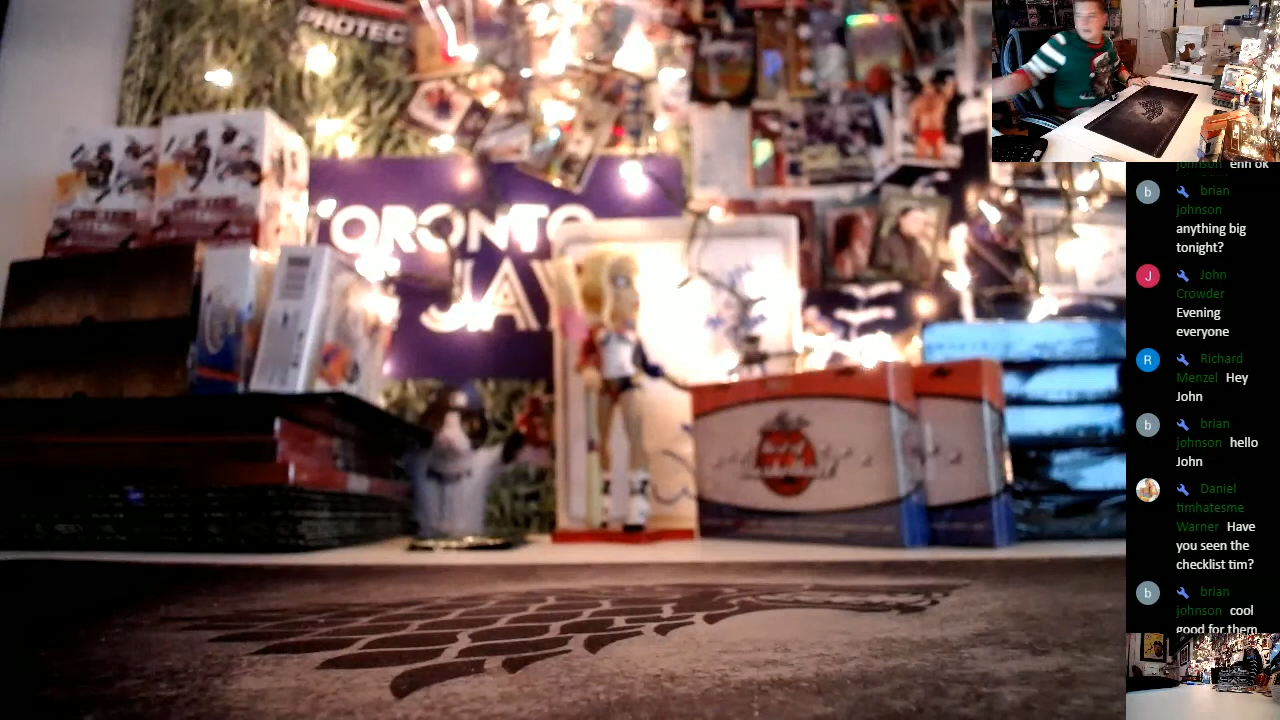 PROTEC
TORONTO
JAY
johnson enh ok
brian
johnson
anything big
tonight?
J
John
Crowder
Evening
everyone
R
Richard
Menzel Hey
John
b
brian
johnson hello
John
Daniel
timhatesme
Warner Have
you seen the
checklist tim?
b
brian
johnson cool
good for them